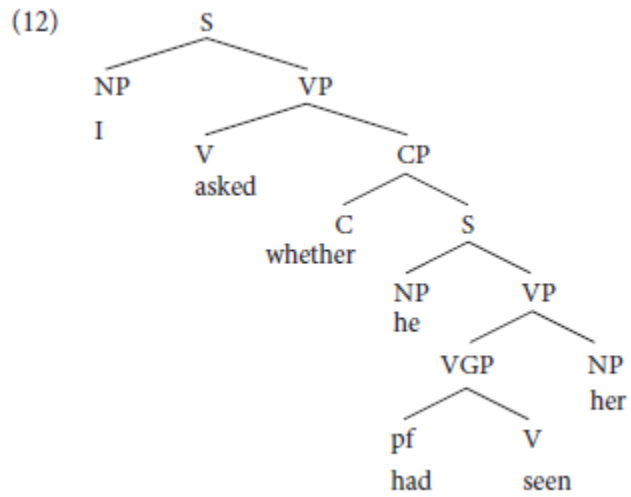 (12) S
NP VP
I
V CP
asked
C S
whether
NP VP
he
VGP NP
her
pf V
had seen